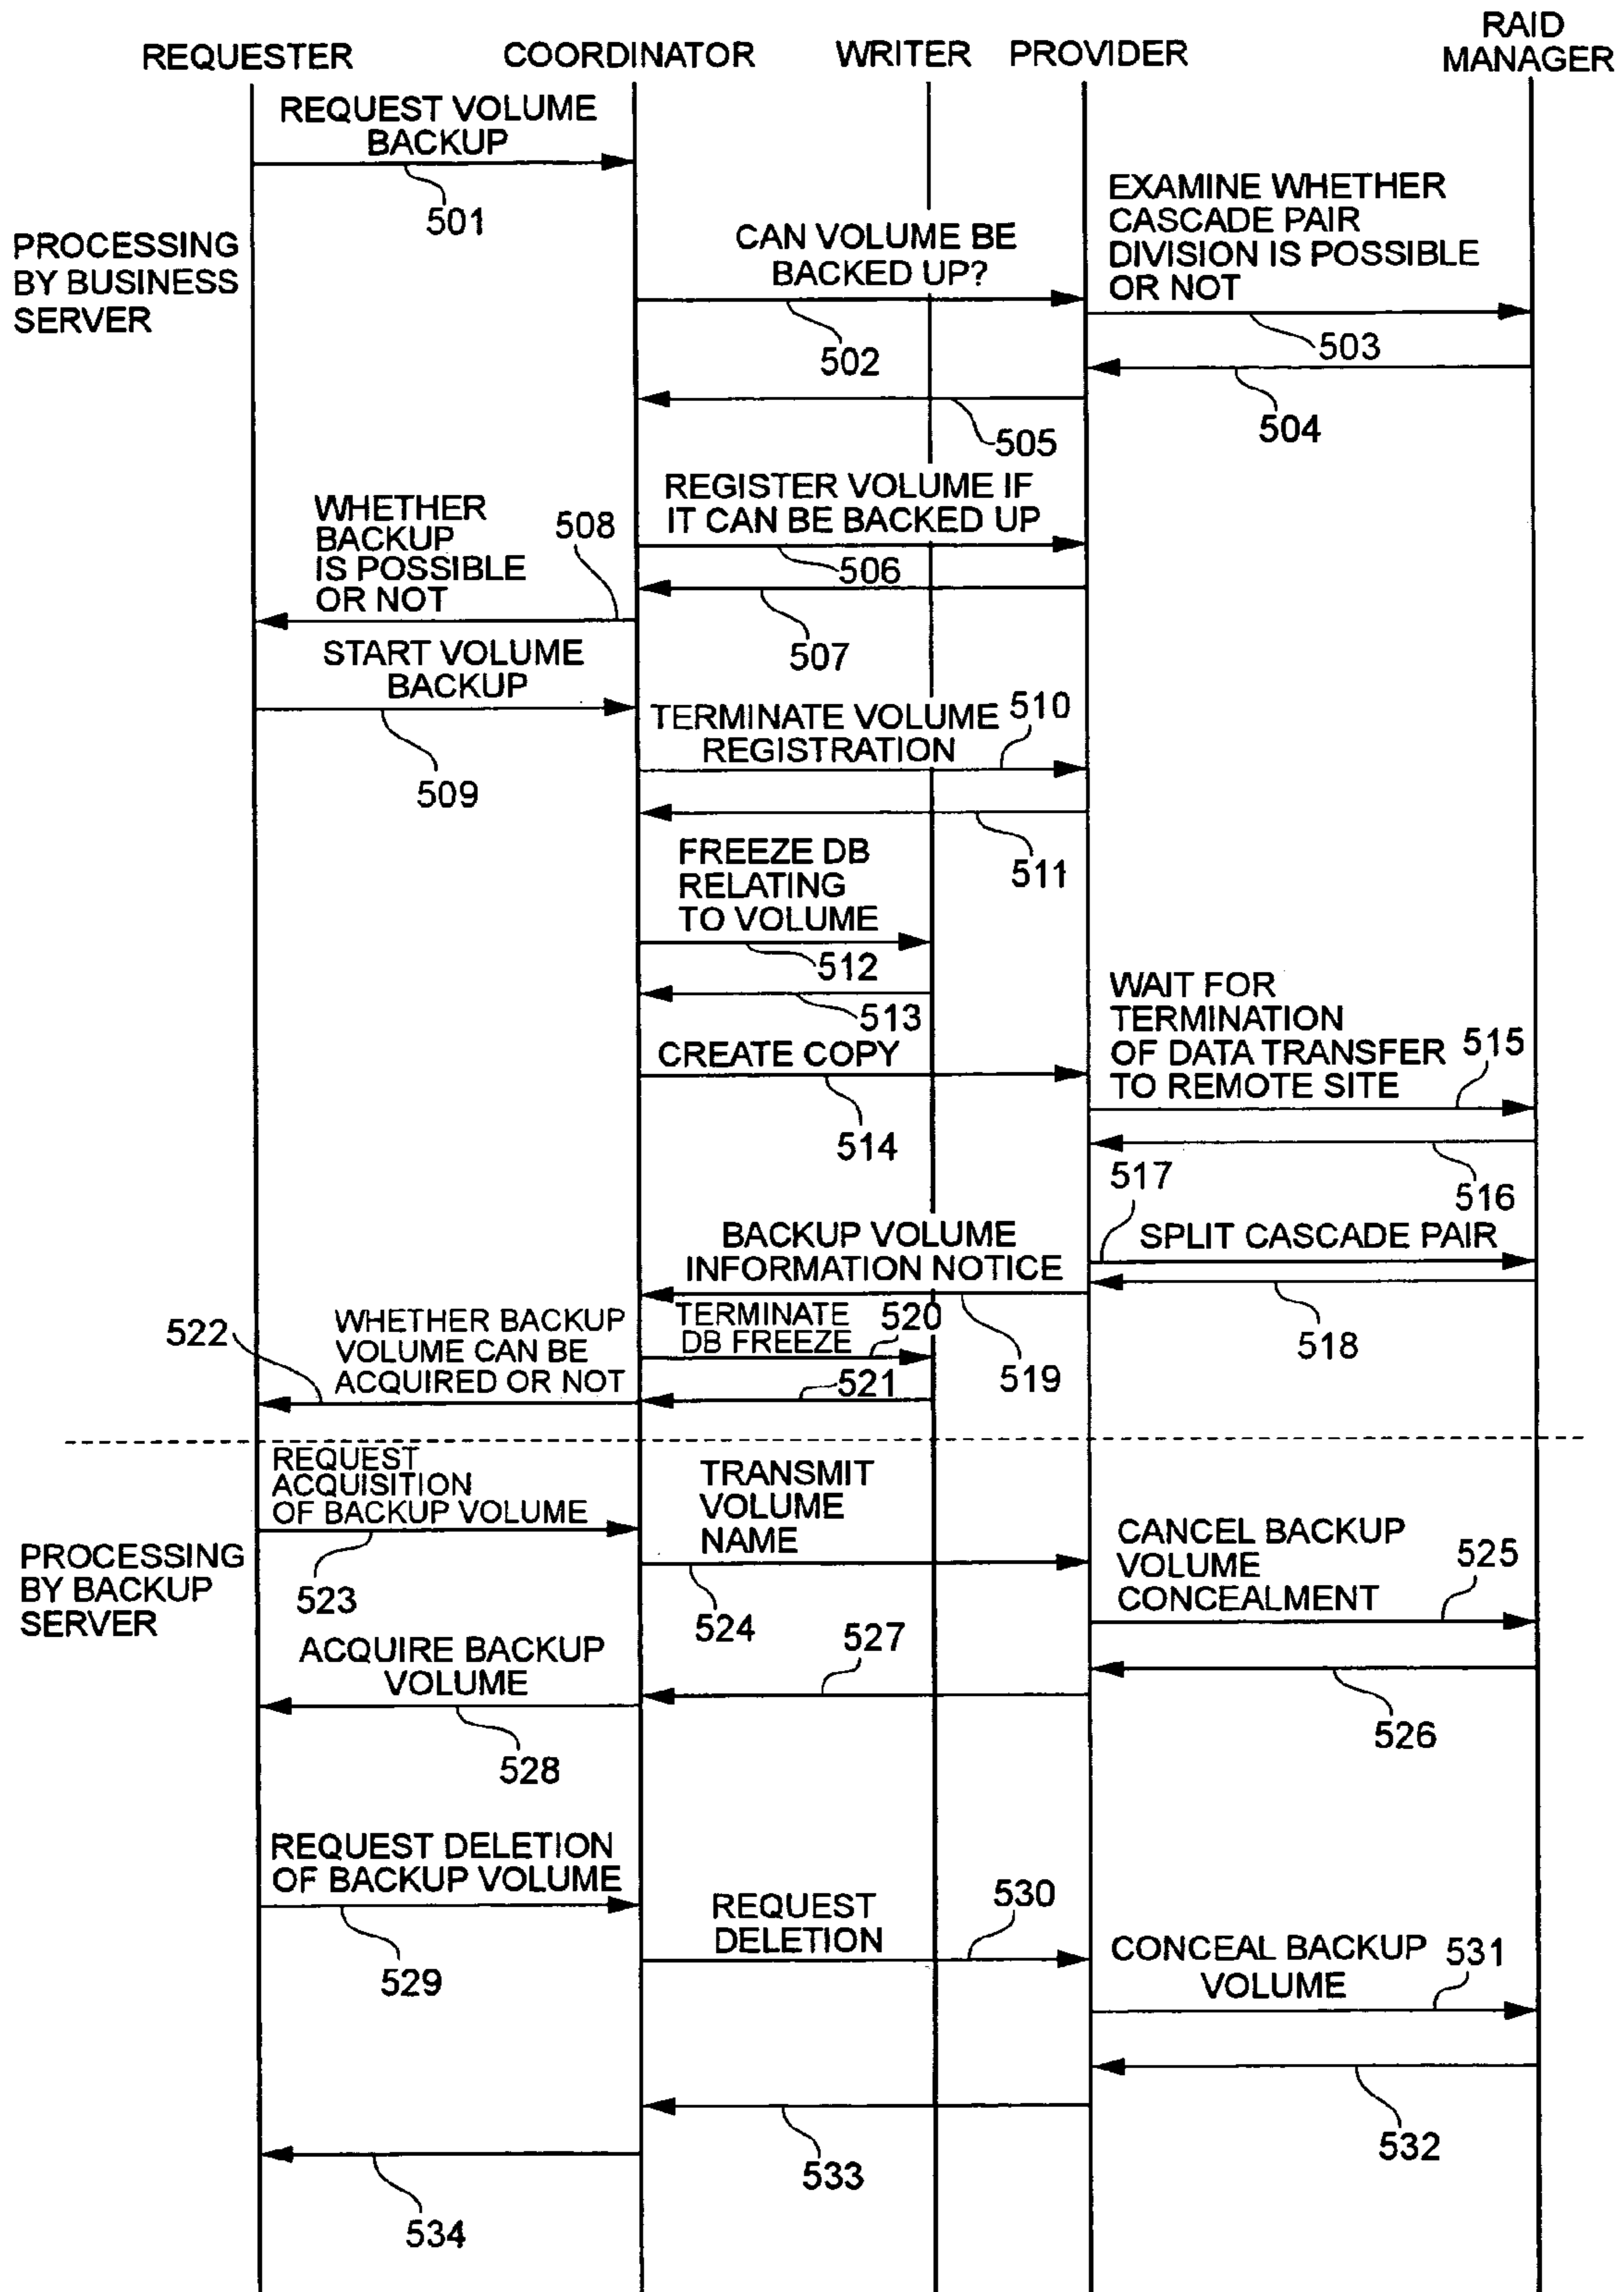 RAID
MANAGER
REQUESTER
COORDINATOR
WRITER
PROVIDER
REQUEST VOLUME
BACKUP
501
PROCESSING
BY BUSINESS
SERVER
CAN VOLUME BE
BACKED UP?
502
EXAMINE WHETHER
CASCADE PAIR
DIVISION IS POSSIBLE
OR NOT
503
504
505
REGISTER VOLUME IF
IT CAN BE BACKED UP
506
507
WHETHER
BACKUP
IS POSSIBLE
OR NOT
508
START VOLUME
BACKUP
509
TERMINATE VOLUME
REGISTRATION
510
511
FREEZE DB
RELATING
TO VOLUME
512
513
CREATE COPY
514
WAIT FOR
TERMINATION
OF DATA TRANSFER
TO REMOTE SITE
515
516
517
SPLIT CASCADE PAIR
518
BACKUP VOLUME
INFORMATION NOTICE
519
TERMINATE
DB FREEZE
520
521
522
WHETHER BACKUP
VOLUME CAN BE
ACQUIRED OR NOT
REQUEST
ACQUISITION
OF BACKUP VOLUME
523
PROCESSING
BY BACKUP
SERVER
TRANSMIT
VOLUME
NAME
524
CANCEL BACKUP
VOLUME
CONCEALMENT
525
526
527
ACQUIRE BACKUP
VOLUME
528
REQUEST DELETION
OF BACKUP VOLUME
529
REQUEST
DELETION
530
CONCEAL BACKUP
VOLUME
531
532
533
534